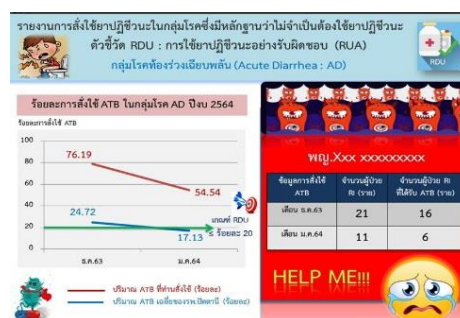 รายงานการสั่งใช้ยาปฏิชีวนะในกลุ่มโรคซึ่งมีหลักฐานว่าไม่จำเป็นต้องใช้ยาปฏิชีวนะ
ตัวชี้วัด RDU : การใช้ยาปฏิชีวนะอย่างรับผิดชอบ (RUA)
กลุ่มโรคท้องร่วงเฉียบพลัน (Acute Diarrhea : AD)
RDU
ร้อยละการสั่งใช้ ATB ในกลุ่มโรค AD ปีงบ 2564
ร้อยละการสั่งใช้ ATB
100
80
60
40
20
0
76.19
54.54
24.72
17.13
เกณฑ์ RDU
≤ ร้อยละ 20
ธ.ค.63
ม.ค.64
ปริมาณ ATB ที่ท่านสั่งใช้ (ร้อยละ)
ปริมาณ ATB เฉลี่ยของรพ.ปัตตานี (ร้อยละ)
พญ.Xxx xxxxxxxxx
ข้อมูลการสั่งใช้ ATB
จำนวนผู้ป่วย RI (ราย)
จำนวนผู้ป่วย RI ที่ได้รับ ATB (ราย)
เดือน ธ.ค.63 21 16
เดือน ม.ค.64 11 6
HELP ME!!!